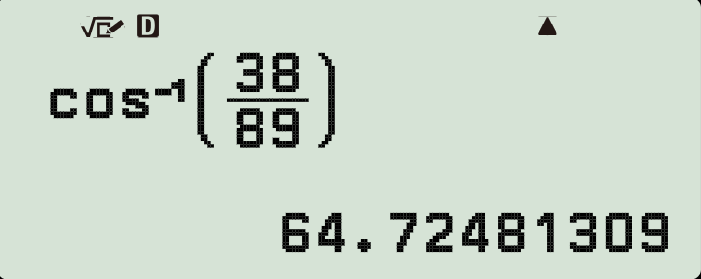 √ D ▲
cos⁻¹(38/89)
64.72481309